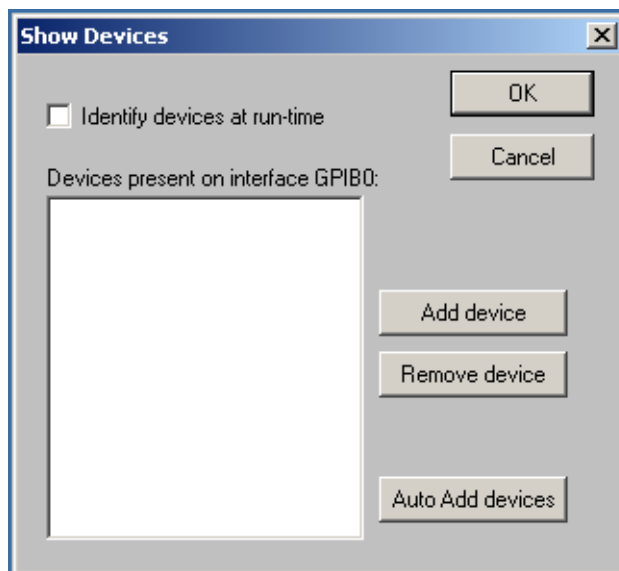 Show Devices
OK
Identify devices at run-time
Cancel
Devices present on interface GPIB0:
Add device
Remove device
Auto Add devices